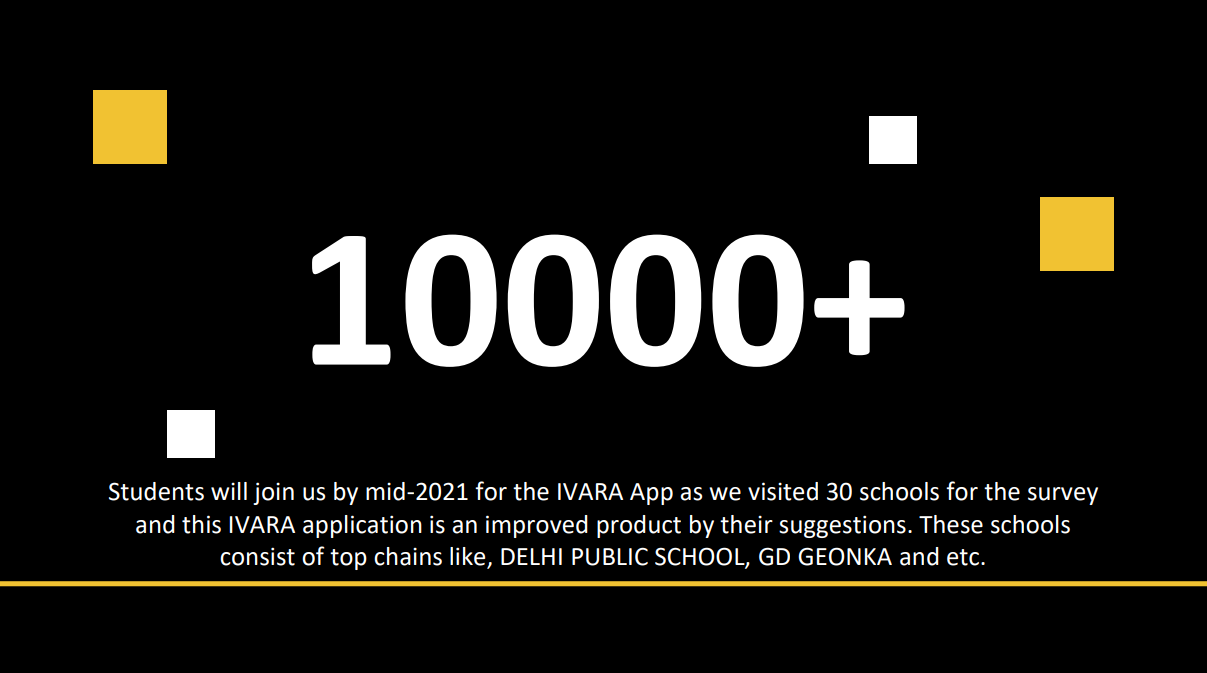 10000+
Students will join us by mid-2021 for the IVARA App as we visited 30 schools for the survey
and this IVARA application is an improved product by their suggestions. These schools
consist of top chains like, DELHI PUBLIC SCHOOL, GD GEONKA and etc.